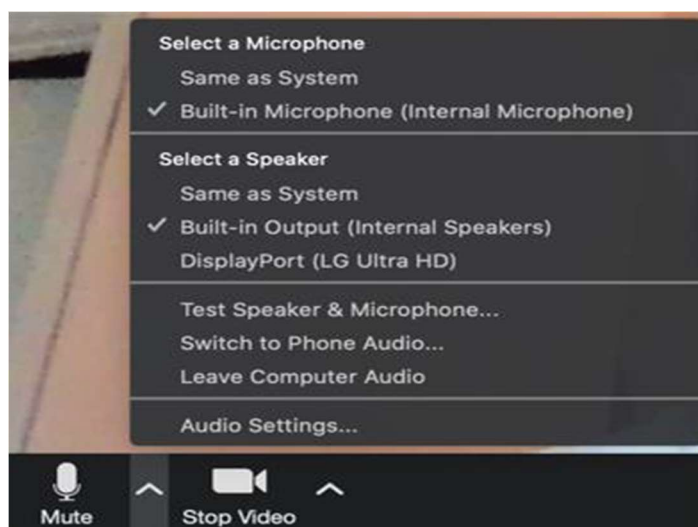 Select a Microphone
Same as System
✓ Built-in Microphone (Internal Microphone)
Select a Speaker
Same as System
✓ Built-in Output (Internal Speakers)
DisplayPort (LG Ultra HD)
Test Speaker & Microphone...
Switch to Phone Audio...
Leave Computer Audio
Audio Settings...
Mute
Stop Video